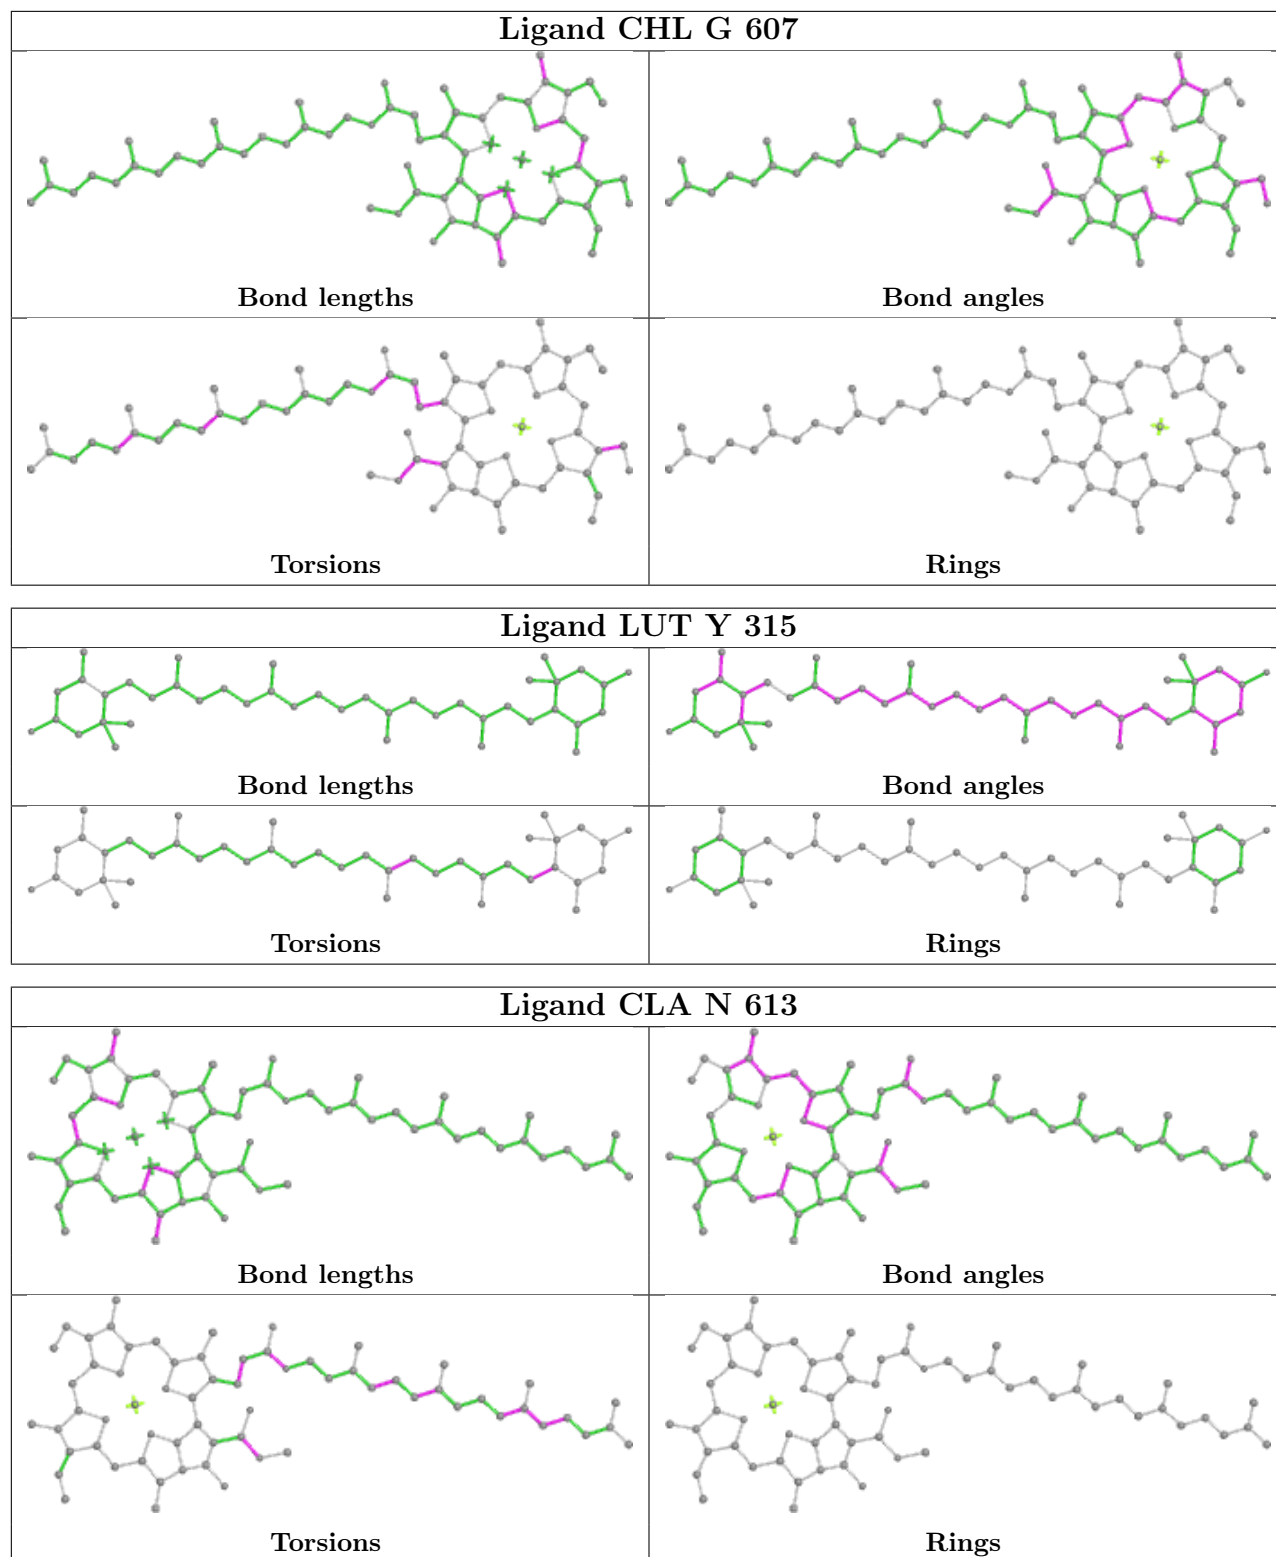 Ligand CHL G 607
Bond lengths
Bond angles
Torsions
Rings
Ligand LUT Y 315
Bond lengths
Bond angles
Torsions
Rings
Ligand CLA N 613
Bond lengths
Bond angles
Torsions
Rings